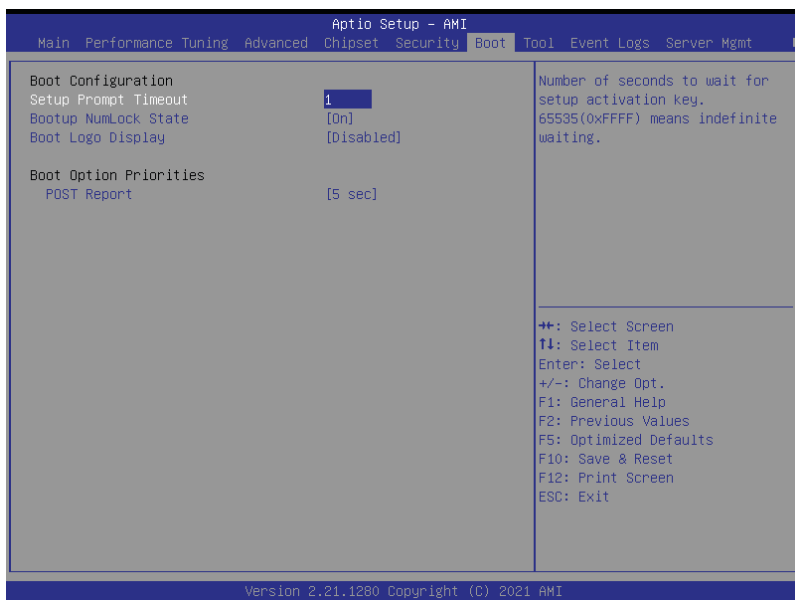 Aptio Setup – AMI
Main Performance Tuning Advanced Chipset Security Boot Tool Event Logs Server Mgmt
Boot Configuration
Setup Prompt Timeout 1
Bootup NumLock State [On]
Boot Logo Display [Disabled]
Boot Option Priorities
POST Report [5 sec]
Number of seconds to wait for
setup activation key.
65535(0xFFFF) means indefinite
waiting.
→←: Select Screen
↑↓: Select Item
Enter: Select
+/-: Change Opt.
F1: General Help
F2: Previous Values
F5: Optimized Defaults
F10: Save & Reset
F12: Print Screen
ESC: Exit
Version 2.21.1280 Copyright (C) 2021 AMI